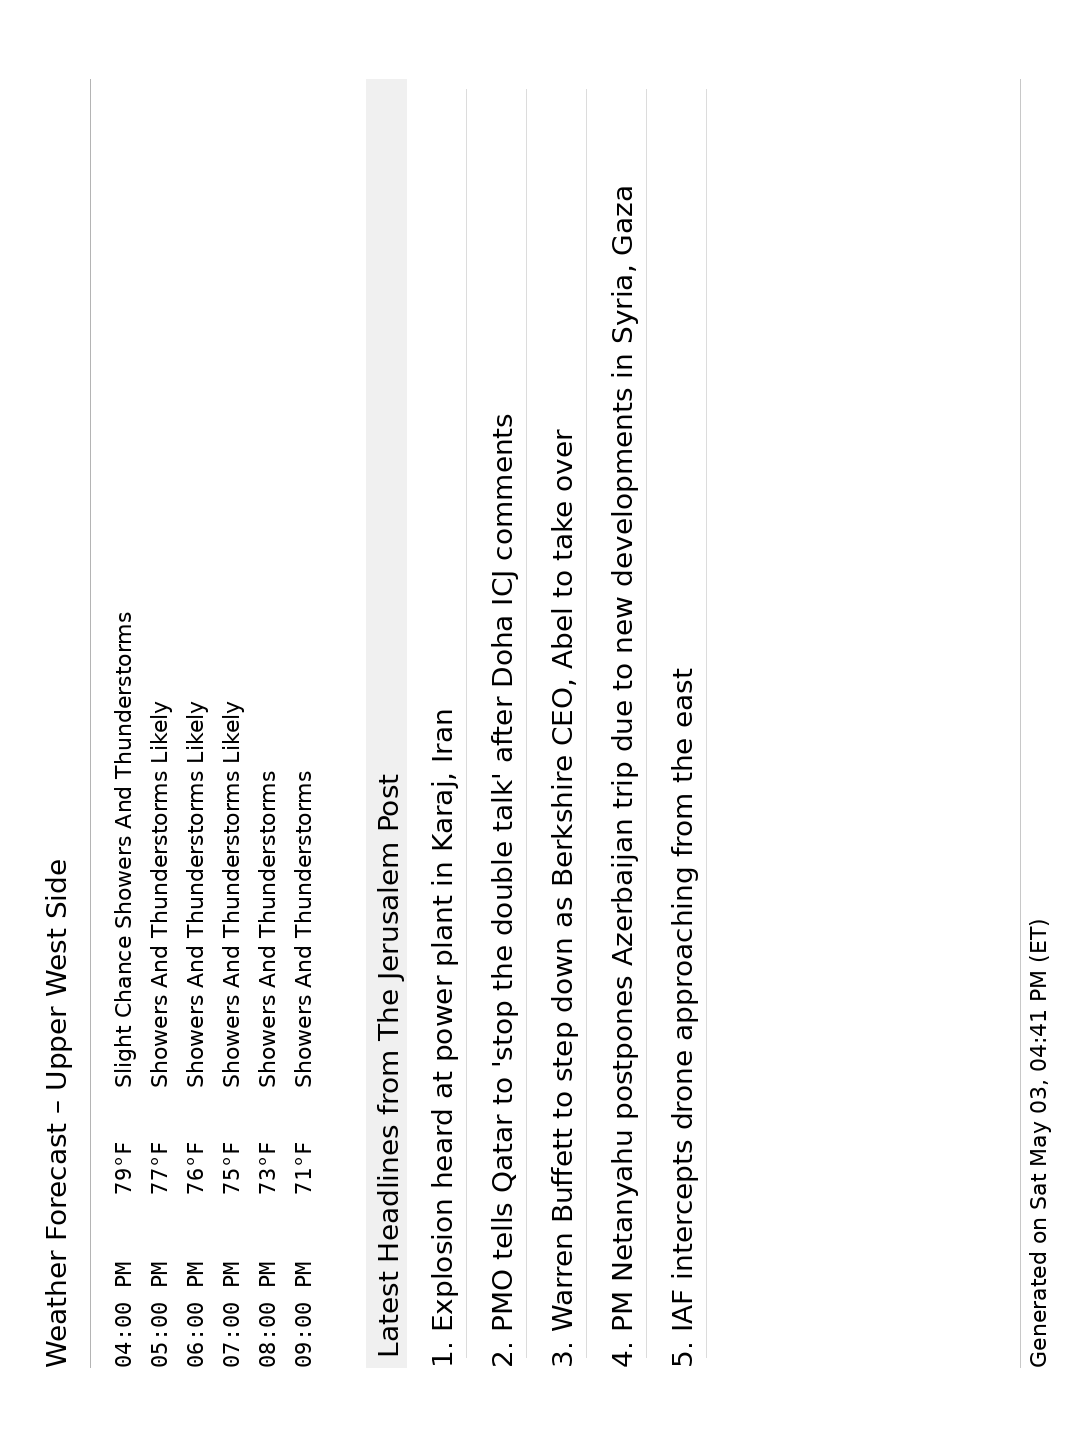 Weather Forecast – Upper West Side
04:00 PM 79°F Slight Chance Showers And Thunderstorms
05:00 PM 77°F Showers And Thunderstorms Likely
06:00 PM 76°F Showers And Thunderstorms Likely
07:00 PM 75°F Showers And Thunderstorms Likely
08:00 PM 73°F Showers And Thunderstorms
09:00 PM 71°F Showers And Thunderstorms
Latest Headlines from The Jerusalem Post
1. Explosion heard at power plant in Karaj, Iran
2. PMO tells Qatar to 'stop the double talk' after Doha ICJ comments
3. Warren Buffett to step down as Berkshire CEO, Abel to take over
4. PM Netanyahu postpones Azerbaijan trip due to new developments in Syria, Gaza
5. IAF intercepts drone approaching from the east
Generated on Sat May 03, 04:41 PM (ET)